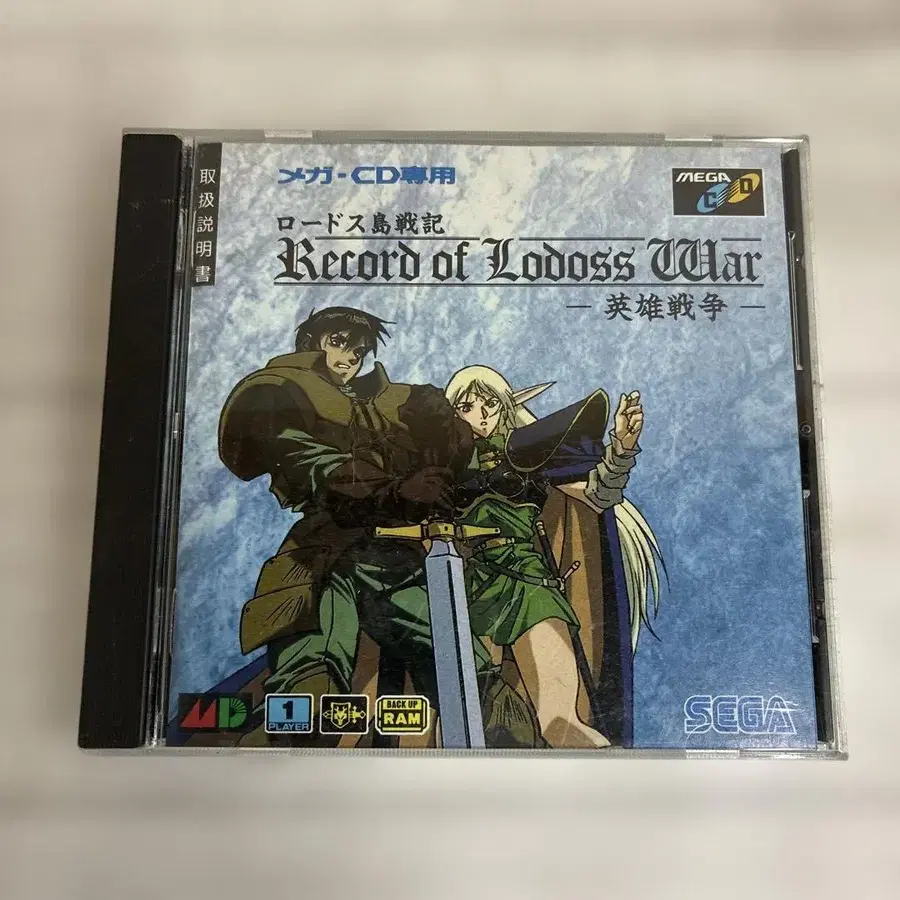 取扱説明書
メガ-CD専用
MEGA
CD
ロードス島戦記
Record of Lodoss War
—英雄戦争—
MD
1
PLAYER
BACK UP
RAM
SEGA